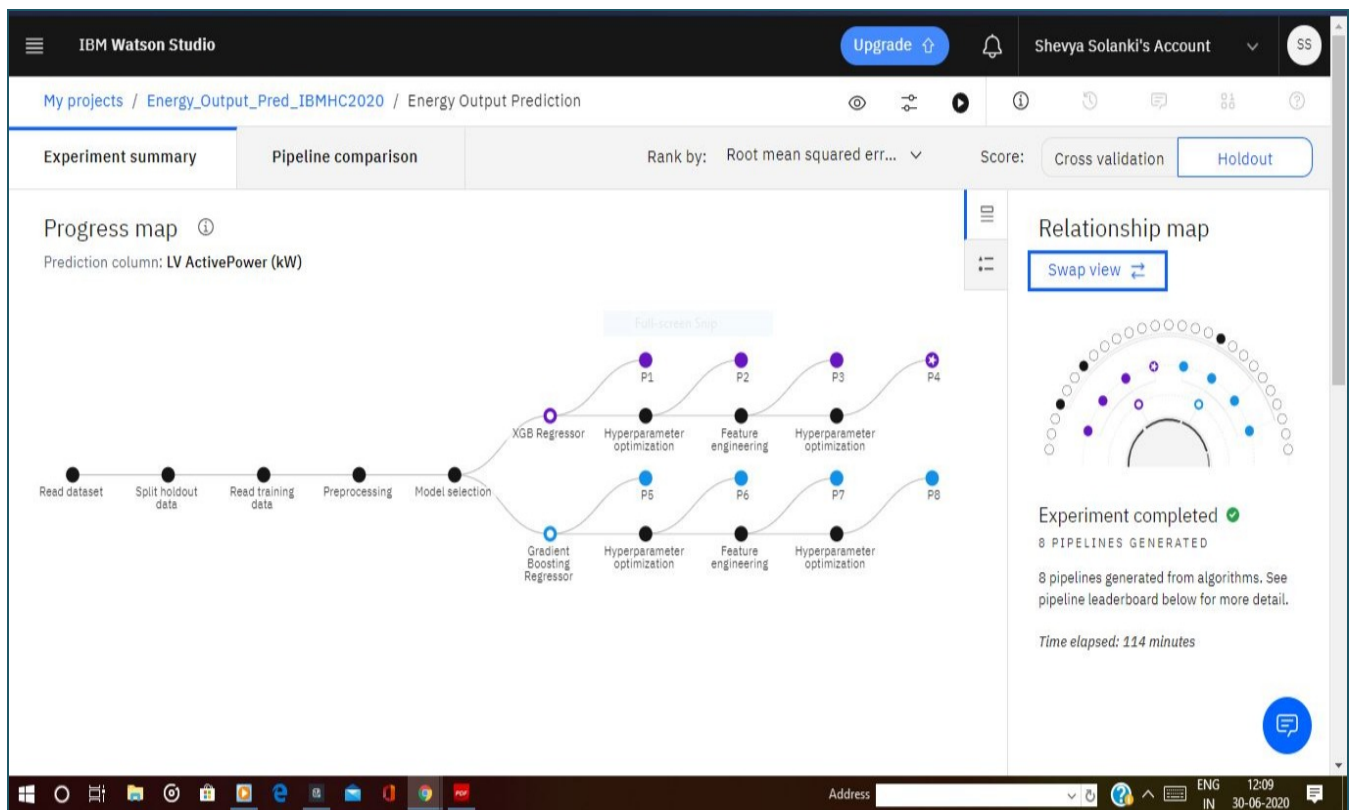 IBM Watson Studio
Upgrade
Shevya Solanki's Account
SS
My projects / Energy_Output_Pred_IBMHC2020 / Energy Output Prediction
Experiment summary
Pipeline comparison
Rank by: Root mean squared err...
Score:
Cross validation
Holdout
Progress map
Prediction column: LV ActivePower (kW)
Full-screen Snip
P1
P2
P3
P4
XGB Regressor
Hyperparameter
optimization
Feature
engineering
Hyperparameter
optimization
Read dataset
Split holdout
data
Read training
data
Preprocessing
Model selection
P5
P6
P7
P8
Gradient
Boosting
Regressor
Hyperparameter
optimization
Feature
engineering
Hyperparameter
optimization
Relationship map
Swap view
Experiment completed
8 PIPELINES GENERATED
8 pipelines generated from algorithms. See
pipeline leaderboard below for more detail.
Time elapsed: 114 minutes
Address
ENG
IN
12:09
30-06-2020